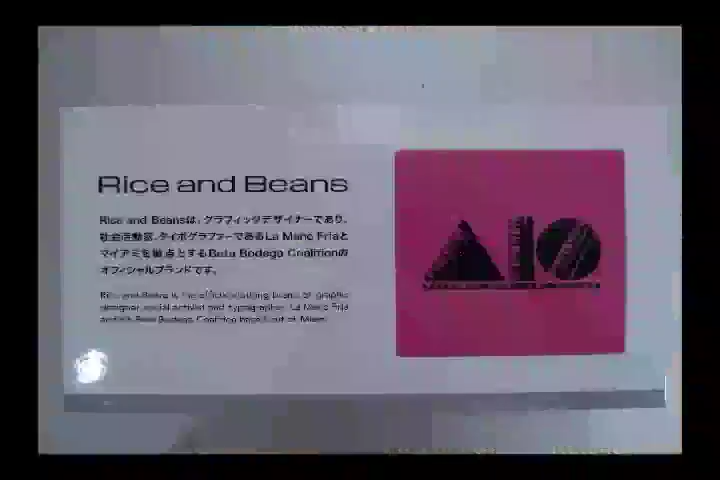 Rice and Beans
Rice and Beansは、グラフィックデザイナーであり、
社会活動家、タイポグラファーであるLa Mano Friaと
マイアミを拠点とするBeta Bodega Coalitionの
オフィシャルブランドです。
Rice and Beans is the official clothing brand of graphic
designer, social activist and typographer, La Mano Fria
and his Beta Bodega Coalition based out of Miami.